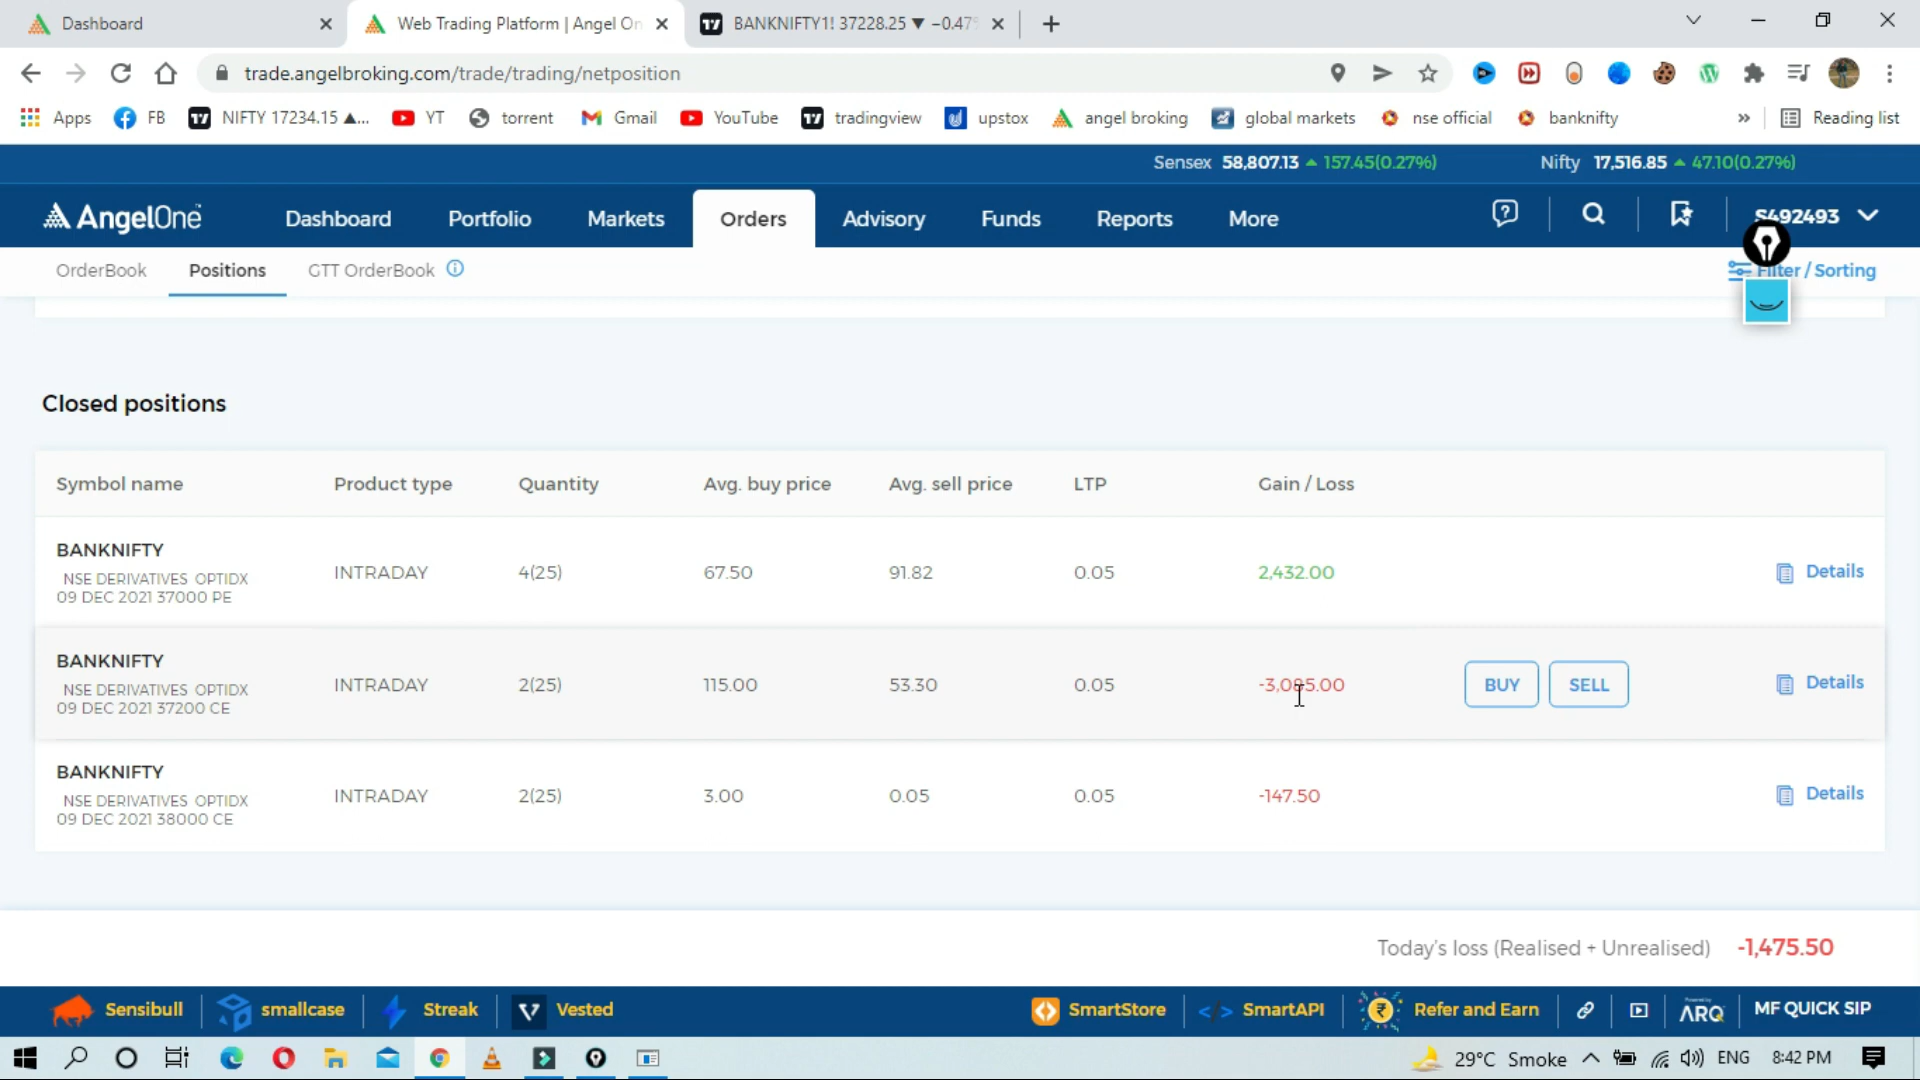 Dashboard
Web Trading Platform | Angel On
BANKNIFTY1! 37228.25 ▼ −0.47%
trade.angelbroking.com/trade/trading/netposition
Apps
FB
NIFTY 17234.15 ▲...
YT
torrent
Gmail
YouTube
tradingview
upstox
angel broking
global markets
nse official
banknifty
»
Reading list
Sensex 58,807.13 ▲ 157.45(0.27%)
Nifty 17,516.85 ▲ 47.10(0.27%)
AngelOne
Dashboard
Portfolio
Markets
Orders
Advisory
Funds
Reports
More
S492493
OrderBook
Positions
GTT OrderBook
Filter / Sorting
Closed positions
Symbol name
Product type
Quantity
Avg. buy price
Avg. sell price
LTP
Gain / Loss
BANKNIFTY
NSE DERIVATIVES OPTIDX
09 DEC 2021 37000 PE
INTRADAY
4(25)
67.50
91.82
0.05
2,432.00
Details
BANKNIFTY
NSE DERIVATIVES OPTIDX
09 DEC 2021 37200 CE
INTRADAY
2(25)
115.00
53.30
0.05
-3,085.00
BUY
SELL
Details
BANKNIFTY
NSE DERIVATIVES OPTIDX
09 DEC 2021 38000 CE
INTRADAY
2(25)
3.00
0.05
0.05
-147.50
Details
Today's loss (Realised + Unrealised) -1,475.50
Sensibull
smallcase
Streak
Vested
SmartStore
SmartAPI
Refer and Earn
ARQ
MF QUICK SIP
29°C Smoke
ENG
8:42 PM